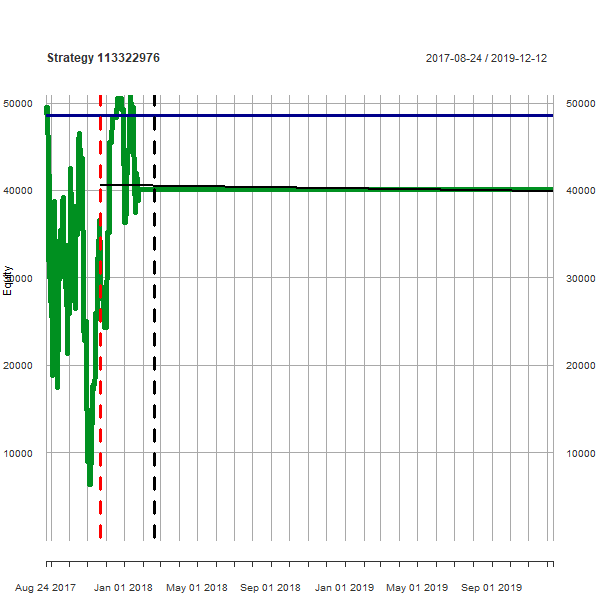 Strategy 113322976 2017-08-24 / 2019-12-12
50000 50000
40000 40000
30000 30000
Equity
20000 20000
10000 10000
Aug 24 2017 Jan 01 2018 May 01 2018 Sep 01 2018 Jan 01 2019 May 01 2019 Sep 01 2019